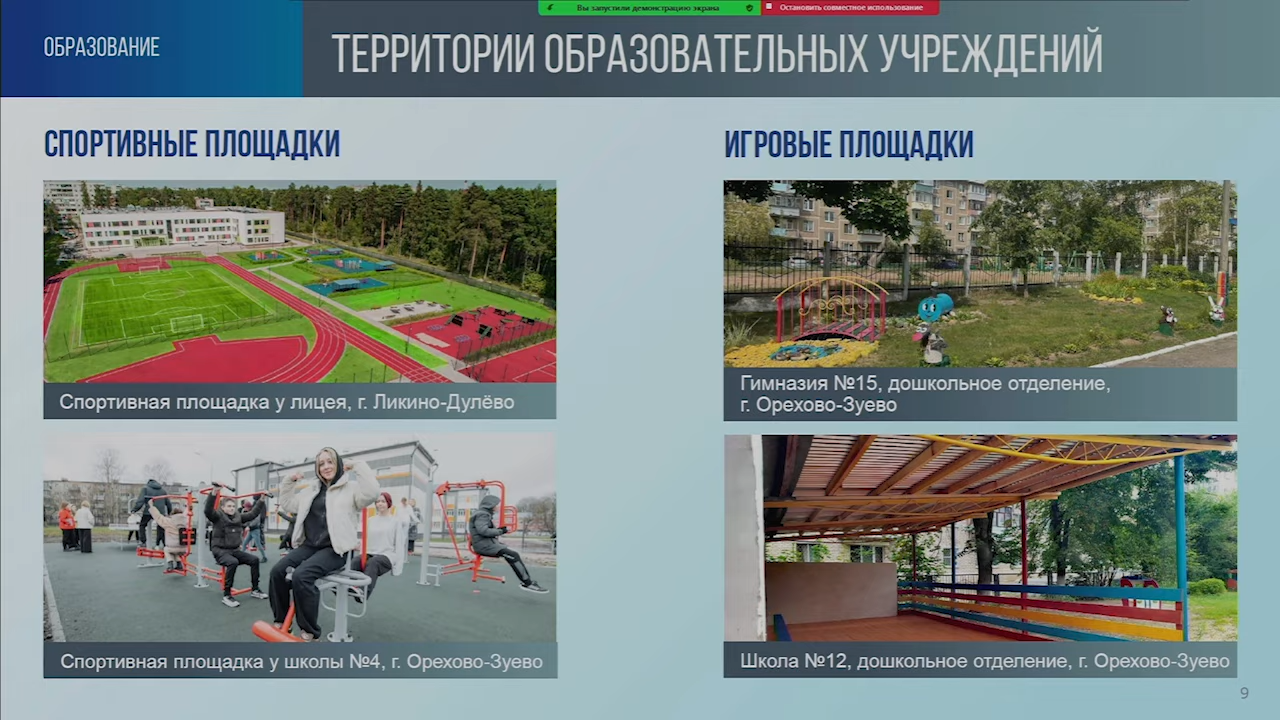 Вы запустили демонстрацию экрана
Остановить совместное использование
ОБРАЗОВАНИЕ
ТЕРРИТОРИИ ОБРАЗОВАТЕЛЬНЫХ УЧРЕЖДЕНИЙ
СПОРТИВНЫЕ ПЛОЩАДКИ
Спортивная площадка у лицея, г. Ликино-Дулёво
Спортивная площадка у школы №4, г. Орехово-Зуево
ИГРОВЫЕ ПЛОЩАДКИ
Гимназия №15, дошкольное отделение,
г. Орехово-Зуево
Школа №12, дошкольное отделение, г. Орехово-Зуево
9